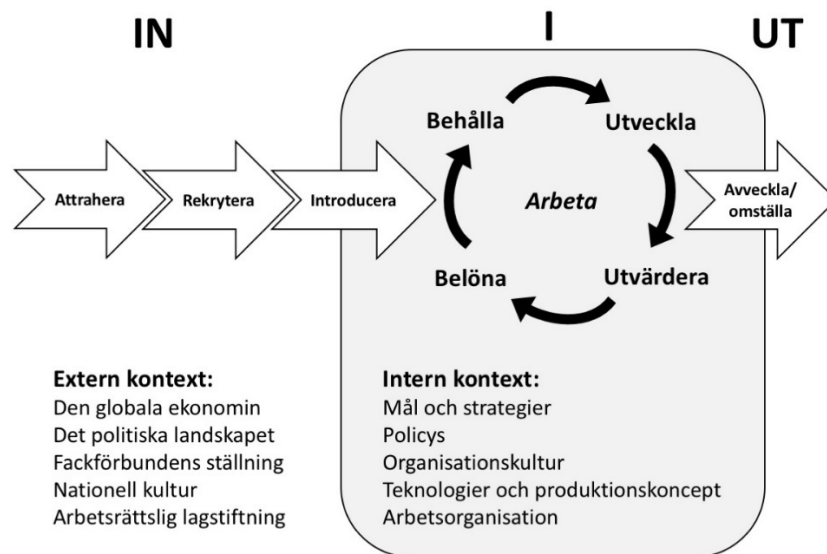 IN
I
UT
Attrahera
Rekrytera
Introducera
Behålla
Utveckla
Arbeta
Belöna
Utvärdera
Avveckla/
omställa
Extern kontext:
Den globala ekonomin
Det politiska landskapet
Fackförbundens ställning
Nationell kultur
Arbetsrättslig lagstiftning
Intern kontext:
Mål och strategier
Policys
Organisationskultur
Teknologier och produktionskoncept
Arbetsorganisation